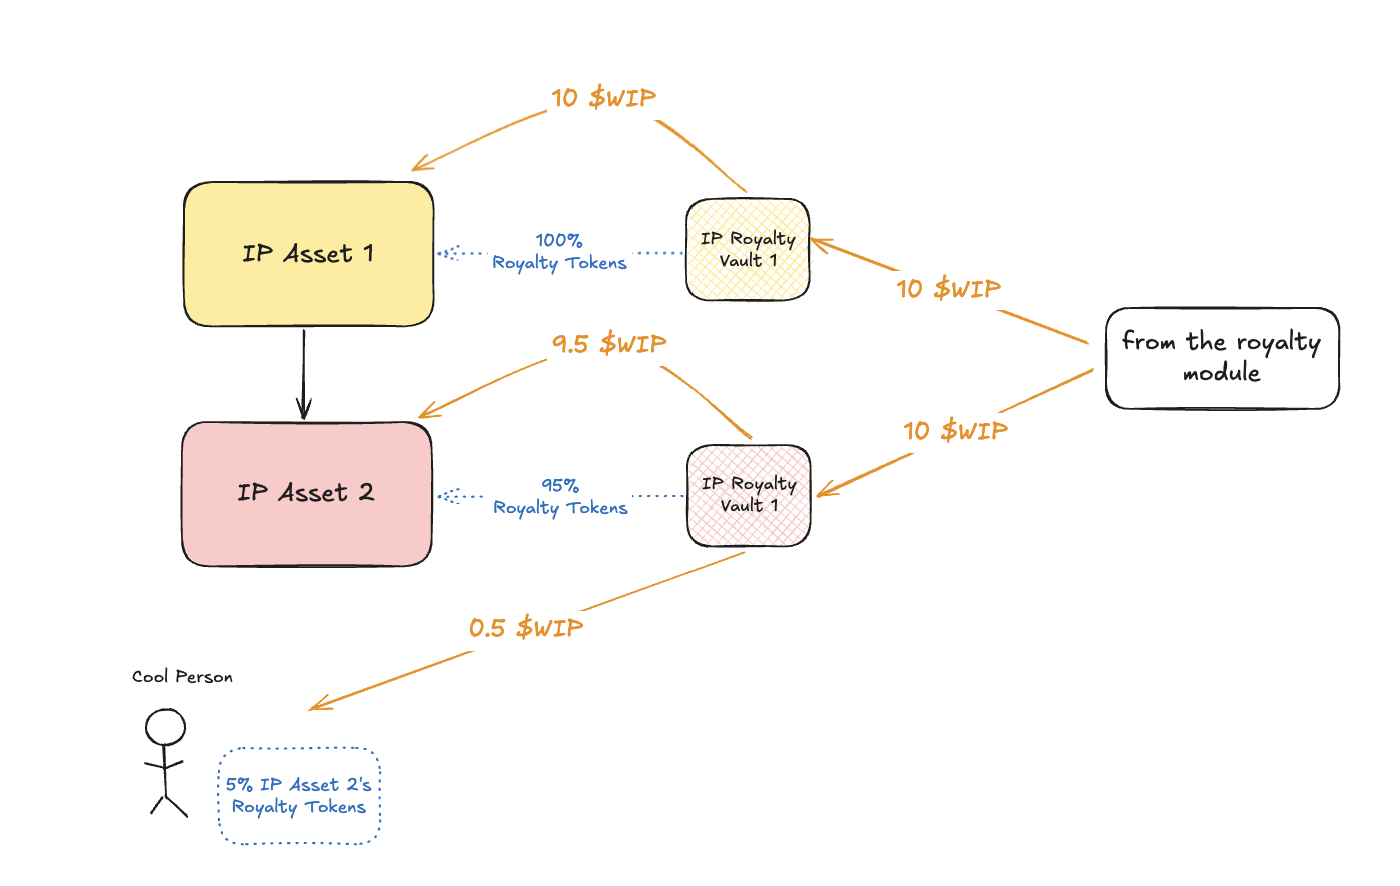 10 $WIP
IP Asset 1
100%
Royalty Tokens
IP Royalty
Vault 1
10 $WIP
from the royalty
module
9.5 $WIP
10 $WIP
IP Asset 2
95%
Royalty Tokens
IP Royalty
Vault 1
0.5 $WIP
Cool Person
5% IP Asset 2's
Royalty Tokens